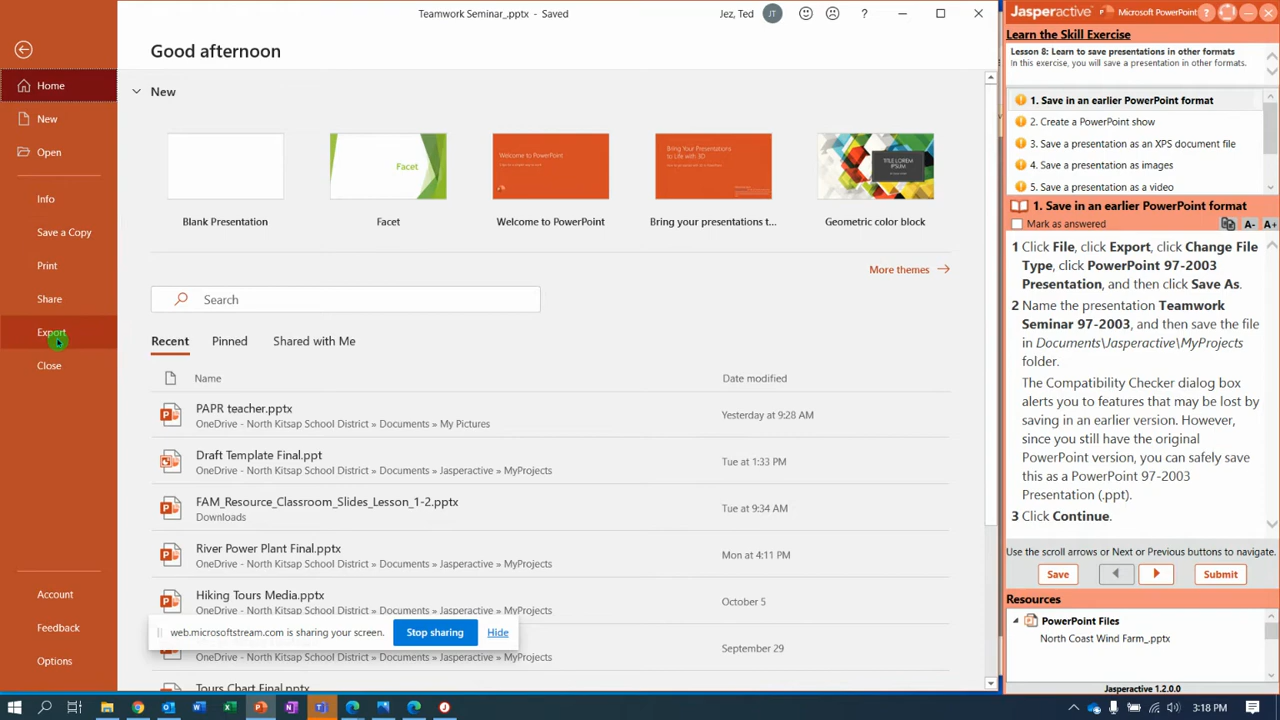 Teamwork Seminar_.pptx - Saved
Jez, Ted
JT
?
Good afternoon
Home
New
Open
Info
Save a Copy
Print
Share
Export
Close
Account
Feedback
Options
New
Facet
Welcome to PowerPoint
Bring Your Presentations
to Life with 3D
TITLE LOREM
IPSUM
Blank Presentation
Facet
Welcome to PowerPoint
Bring your presentations t...
Geometric color block
More themes
Search
Recent
Pinned
Shared with Me
Name
Date modified
PAPR teacher.pptx
OneDrive - North Kitsap School District » Documents » My Pictures
Yesterday at 9:28 AM
Draft Template Final.ppt
OneDrive - North Kitsap School District » Documents » Jasperactive » MyProjects
Tue at 1:33 PM
FAM_Resource_Classroom_Slides_Lesson_1-2.pptx
Downloads
Tue at 9:34 AM
River Power Plant Final.pptx
OneDrive - North Kitsap School District » Documents » Jasperactive » MyProjects
Mon at 4:11 PM
Hiking Tours Media.pptx
OneDrive - North Kitsap School District » Documents » Jasperactive » MyProjects
October 5
web.microsoftstream.com is sharing your screen.
Stop sharing
Hide
OneDrive - North Kitsap School District » Documents » Jasperactive » MyProjects
September 29
Tours Chart Final.pptx
Jasperactive
Microsoft PowerPoint
?
Learn the Skill Exercise
Lesson 8: Learn to save presentations in other formats
In this exercise, you will save a presentation in other formats.
1. Save in an earlier PowerPoint format
2. Create a PowerPoint show
3. Save a presentation as an XPS document file
4. Save a presentation as images
5. Save a presentation as a video
1. Save in an earlier PowerPoint format
Mark as answered
A-
A+
1 Click File, click Export, click Change File
Type, click PowerPoint 97-2003
Presentation, and then click Save As.
2 Name the presentation Teamwork
Seminar 97-2003, and then save the file
in Documents\Jasperactive\MyProjects
folder.
The Compatibility Checker dialog box
alerts you to features that may be lost by
saving in an earlier version. However,
since you still have the original
PowerPoint version, you can safely save
this as a PowerPoint 97-2003
Presentation (.ppt).
3 Click Continue.
Use the scroll arrows or Next or Previous buttons to navigate.
Save
Submit
Resources
PowerPoint Files
North Coast Wind Farm_.pptx
Jasperactive 1.2.0.0
3:18 PM